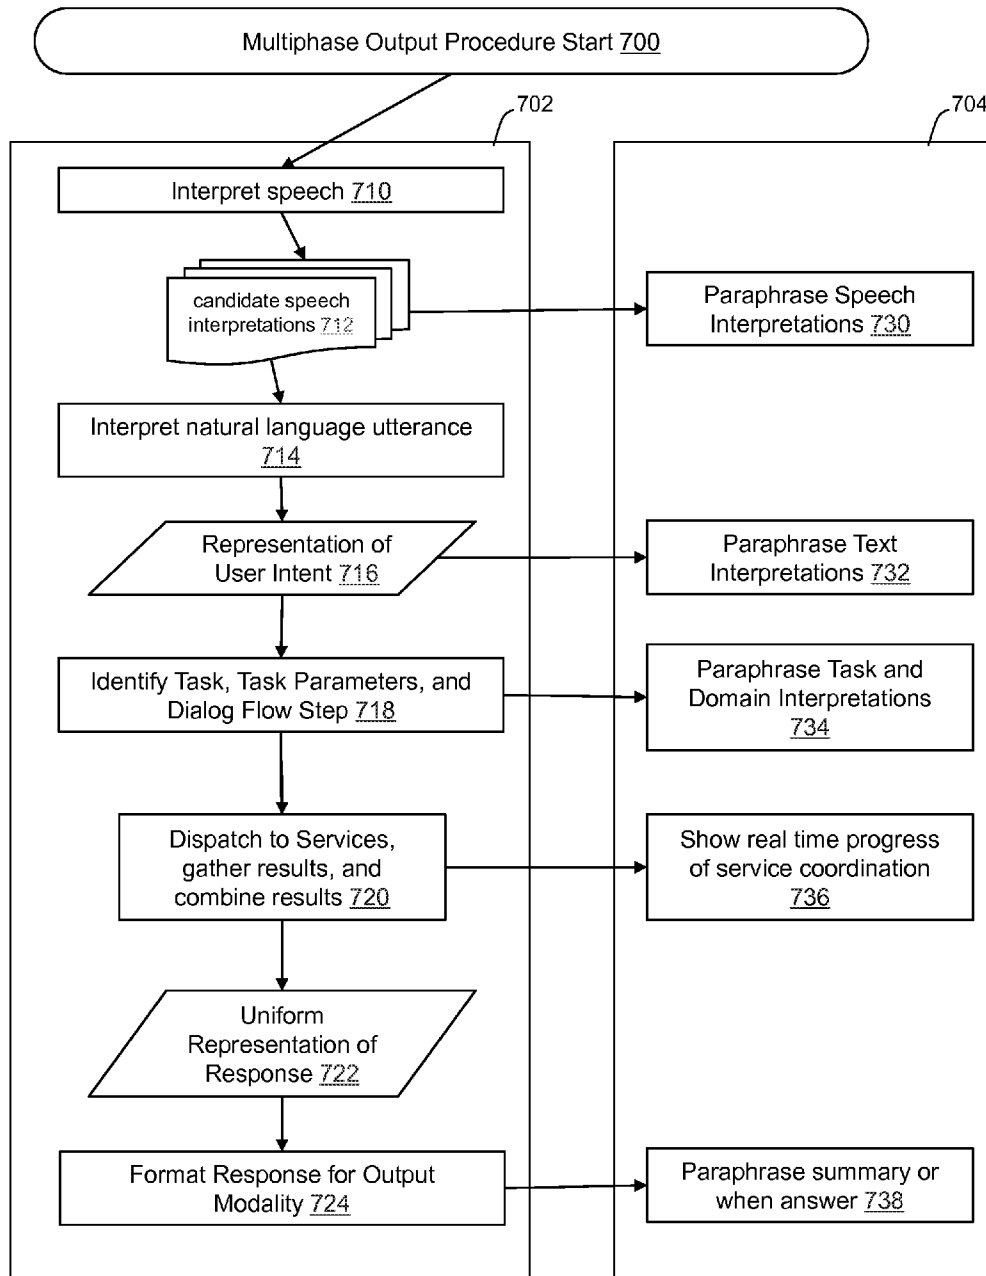 Multiphase Output Procedure Start 700
702
704
Interpret speech 710
candidate speech
interpretations 712
Paraphrase Speech
Interpretations 730
Interpret natural language utterance
714
Representation of
User Intent 716
Paraphrase Text
Interpretations 732
Identify Task, Task Parameters, and
Dialog Flow Step 718
Paraphrase Task and
Domain Interpretations
734
Dispatch to Services,
gather results, and
combine results 720
Show real time progress
of service coordination
736
Uniform
Representation of
Response 722
Format Response for Output
Modality 724
Paraphrase summary or
when answer 738